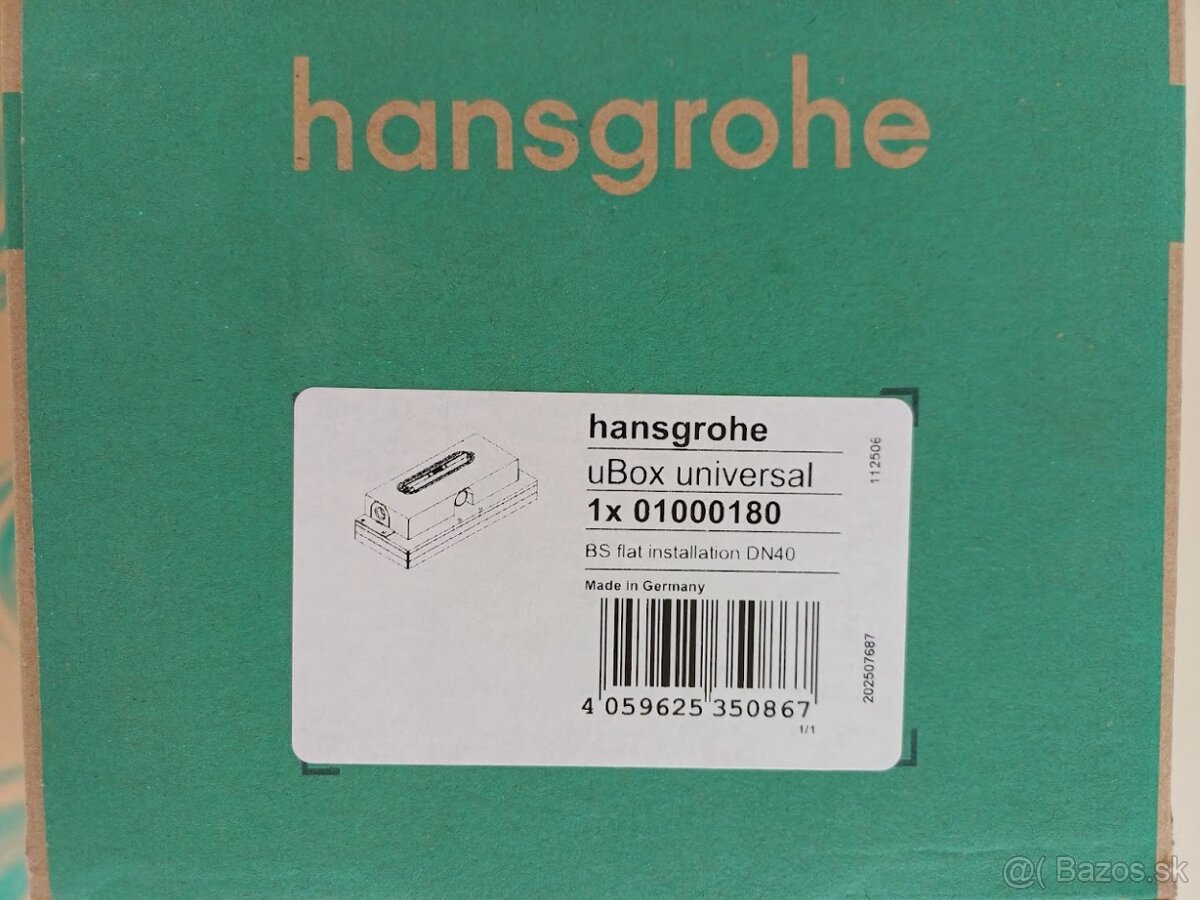 hansgrohe
hansgrohe
uBox universal
1x 01000180
BS flat installation DN40
Made in Germany
4 059625 350867
1/1
112506
202507687
@( Bazos.sk